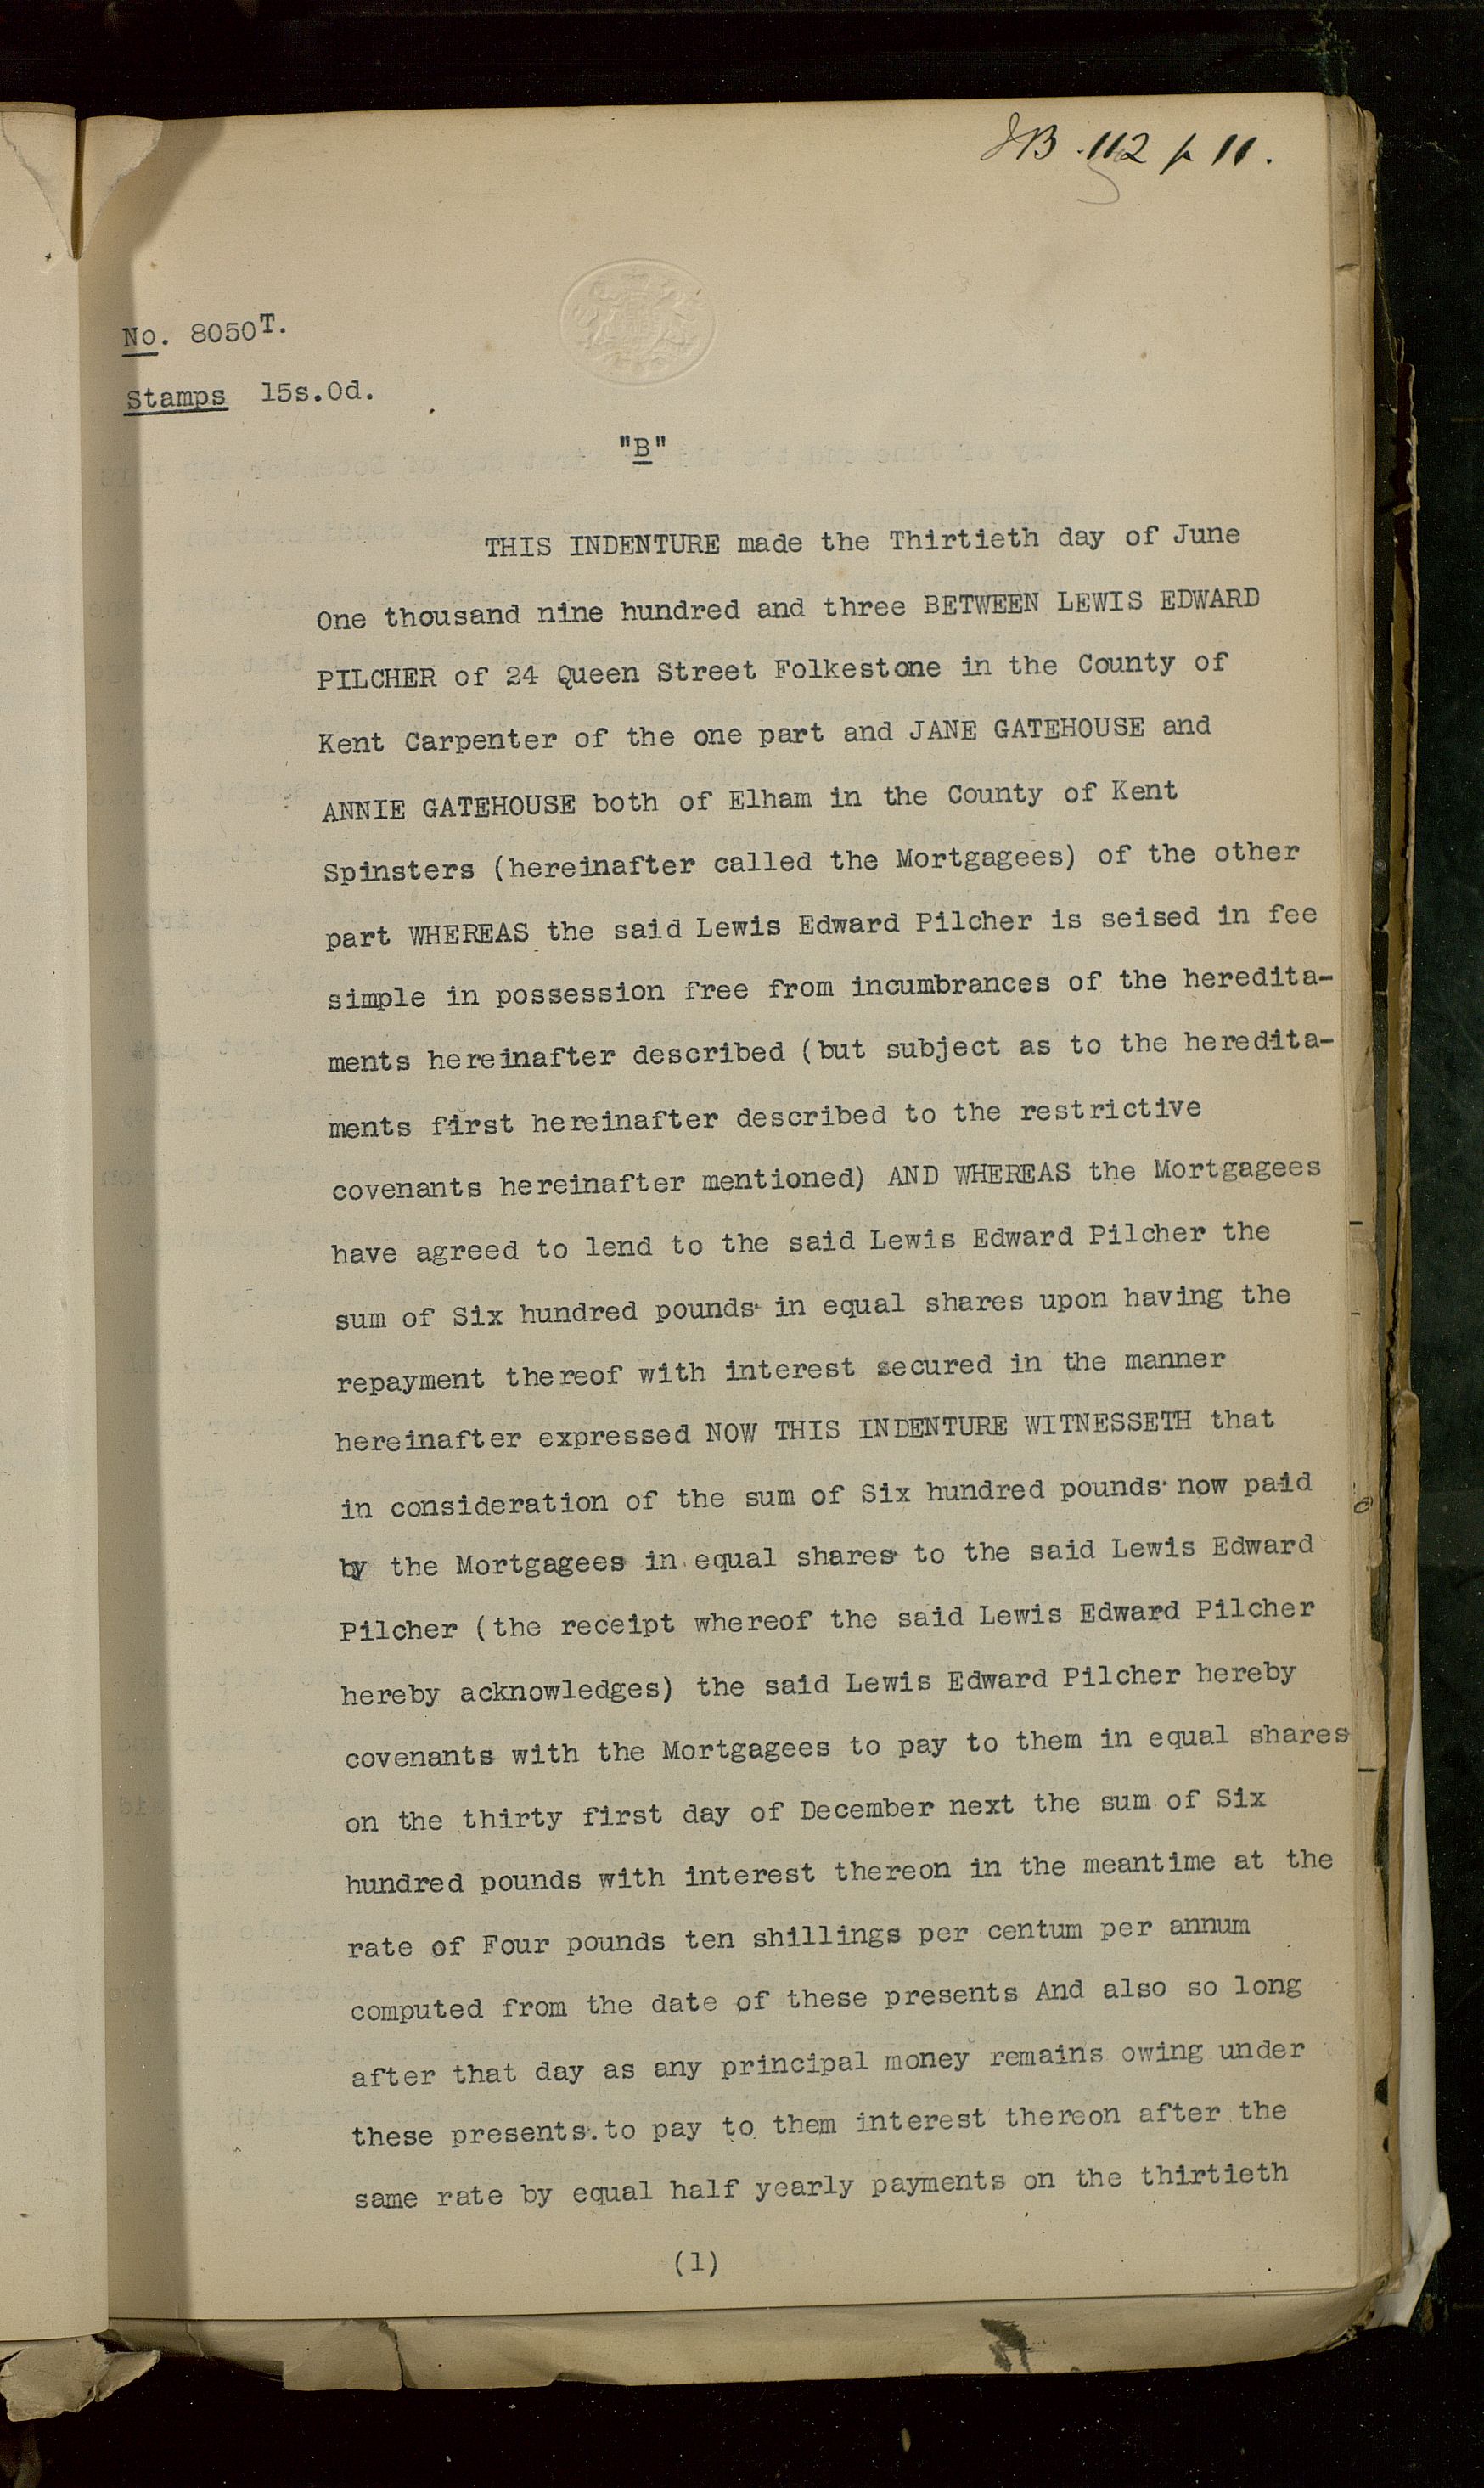 JB. 112 p 11.
No. 8050T.
Stamps 15s.0d.
"B"
THIS INDENTURE made the Thirtieth day of June
One thousand nine hundred and three BETWEEN LEWIS EDWARD
PILCHER of 24 Queen Street Folkestone in the County of
Kent Carpenter of the one part and JANE GATEHOUSE and
ANNIE GATEHOUSE both of Elham in the County of Kent
Spinsters (hereinafter called the Mortgagees) of the other
part WHEREAS the said Lewis Edward Pilcher is seised in fee
simple in possession free from incumbrances of the heredita-
ments hereinafter described (but subject as to the heredita-
ments first hereinafter described to the restrictive
covenants hereinafter mentioned) AND WHEREAS the Mortgagees
have agreed to lend to the said Lewis Edward Pilcher the
sum of Six hundred pounds in equal shares upon having the
repayment thereof with interest secured in the manner
hereinafter expressed NOW THIS INDENTURE WITNESSETH that
in consideration of the sum of Six hundred pounds now paid
by the Mortgagees in equal shares to the said Lewis Edward
Pilcher (the receipt whereof the said Lewis Edward Pilcher
hereby acknowledges) the said Lewis Edward Pilcher hereby
covenants with the Mortgagees to pay to them in equal shares
on the thirty first day of December next the sum of Six
hundred pounds with interest thereon in the meantime at the
rate of Four pounds ten shillings per centum per annum
computed from the date of these presents And also so long
after that day as any principal money remains owing under
these presents.to pay to them interest thereon after the
same rate by equal half yearly payments on the thirtieth
(1)